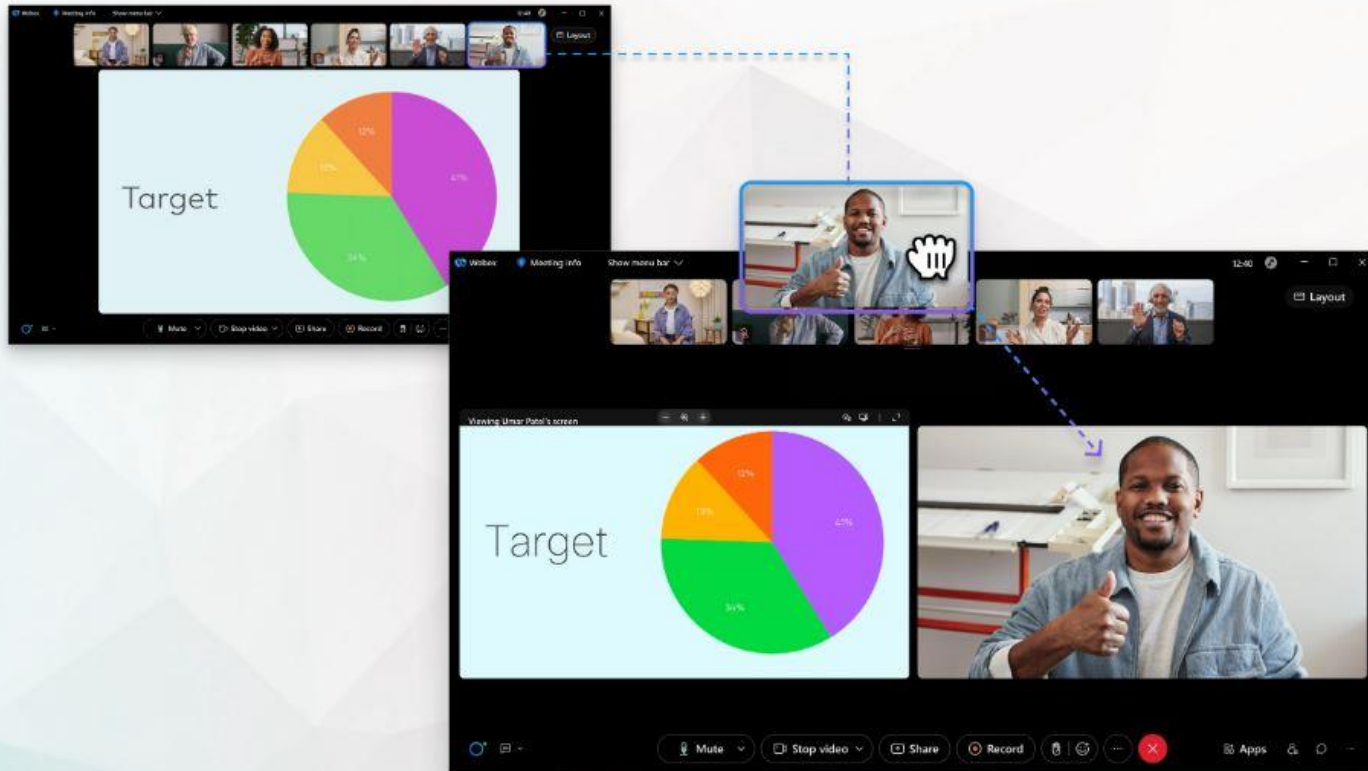 Webex Meeting info Show menu bar
12:40
Layout
Target
12%
13%
41%
34%
Mute Stop video Share Record
Webex Meeting info Show menu bar
12:40
Layout
Viewing Umar Patel's screen
Target
12%
13%
41%
34%
Mute Stop video Share Record
Apps